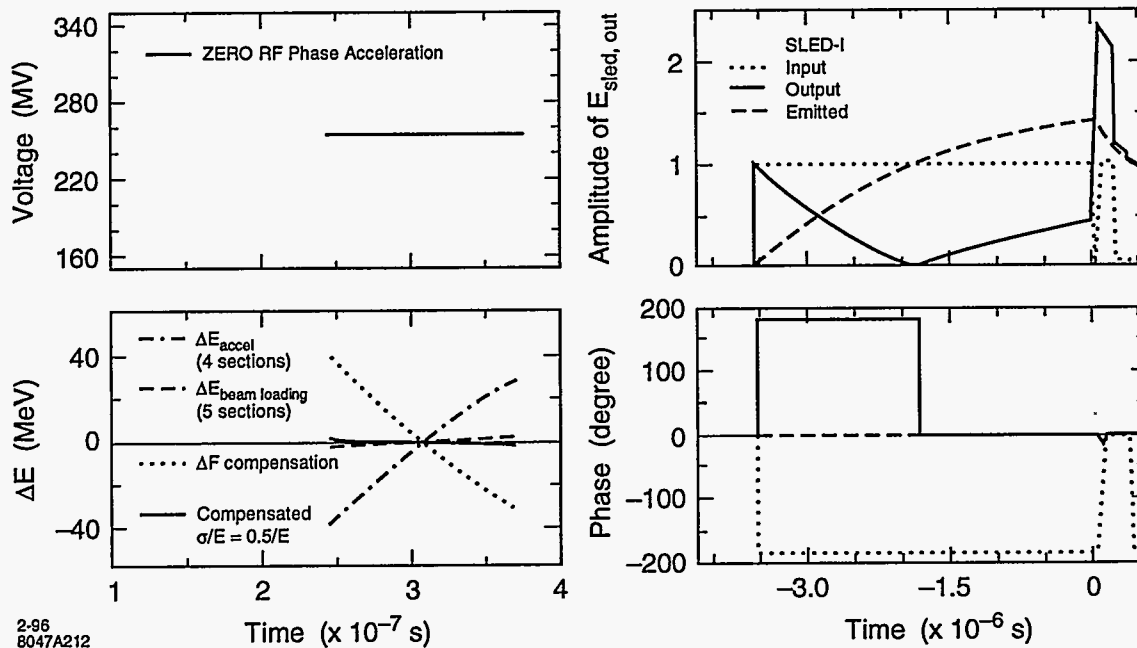 340
280
220
160
Voltage (MV)
ZERO RF Phase Acceleration
2
1
0
Amplitude of E_sled, out
SLED-I
Input
Output
Emitted
40
0
−40
ΔE (MeV)
ΔE_accel
(4 sections)
ΔE_beam loading
(5 sections)
ΔF compensation
Compensated
σ/E = 0.5/E
1 2 3 4
Time (x 10⁻⁷ s)
200
100
0
−100
−200
Phase (degree)
−3.0 −1.5 0
Time (x 10⁻⁶ s)
2-96
8047A212